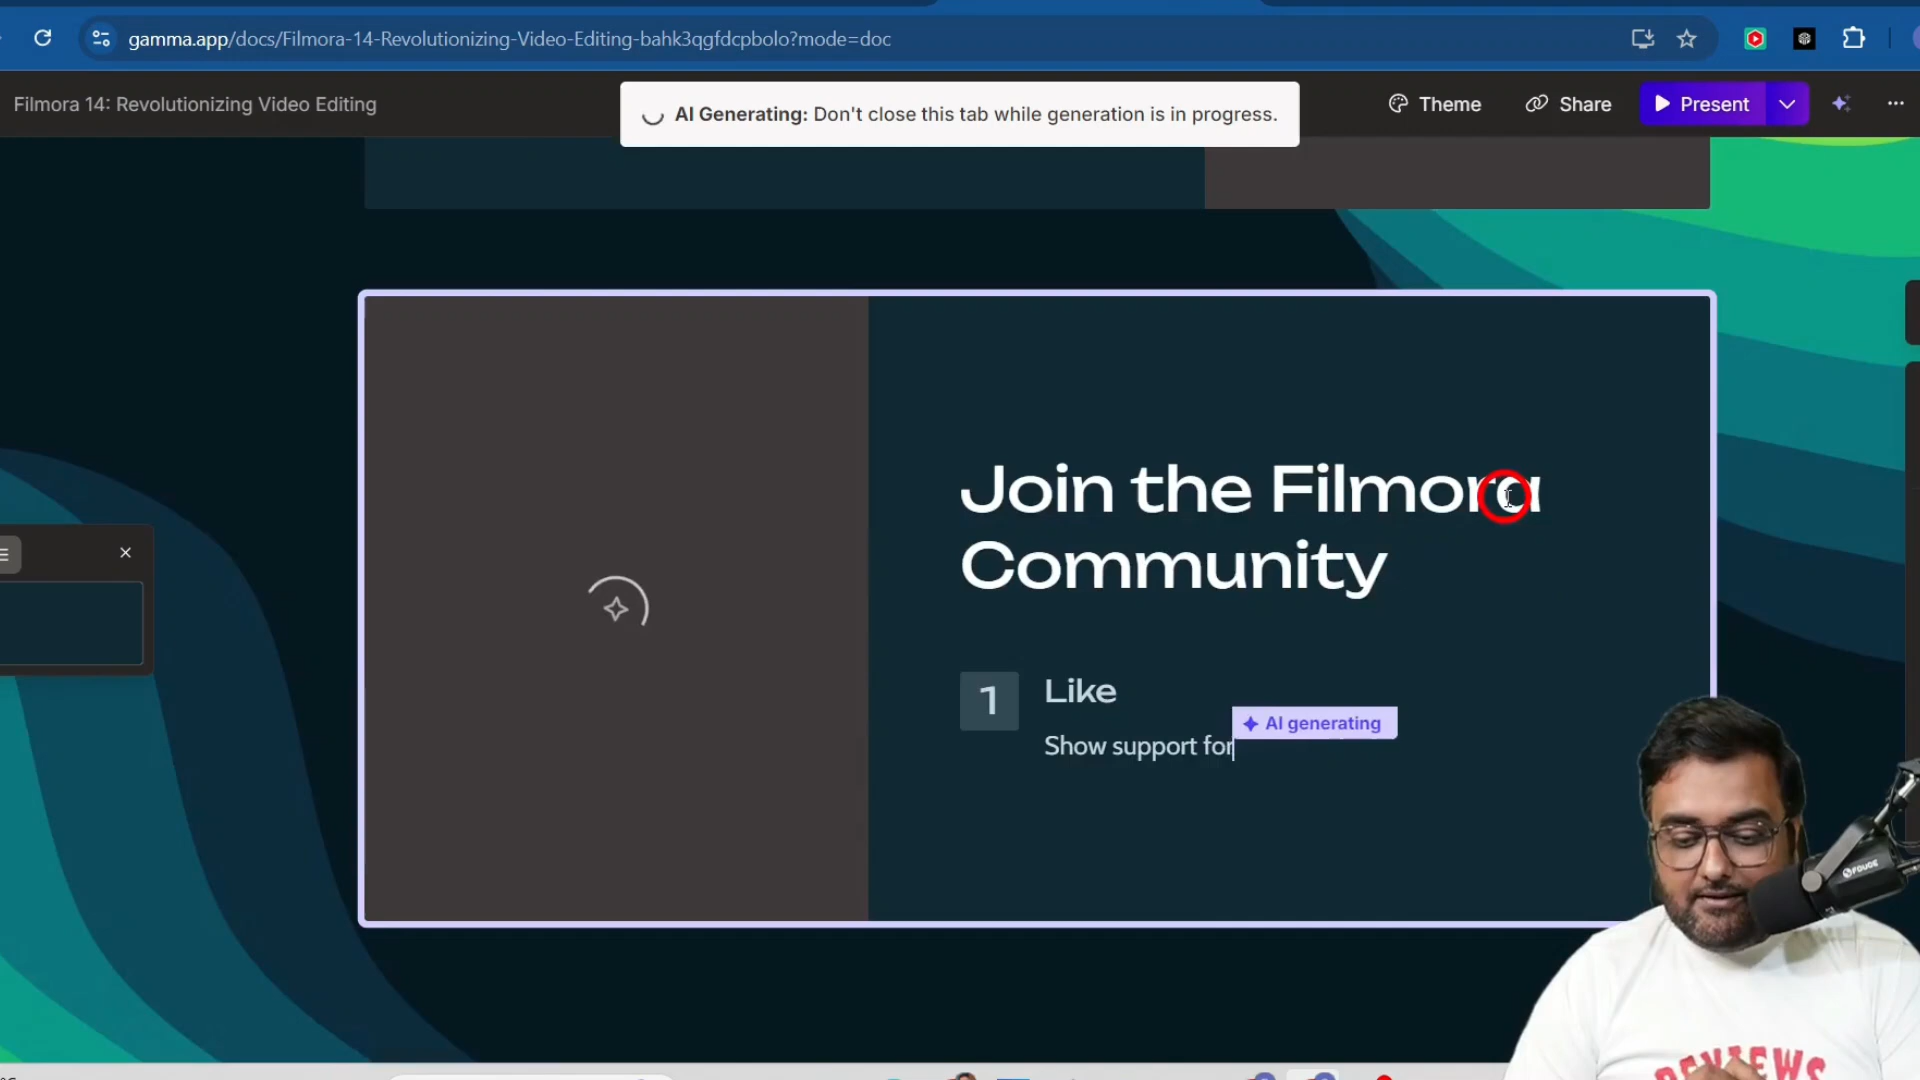 gamma.app/docs/Filmora-14-Revolutionizing-Video-Editing-bahk3qgfdcpbolo?mode=doc
Filmora 14: Revolutionizing Video Editing
AI Generating: Don't close this tab while generation is in progress.
Theme
Share
Present
Join the Filmora
Community
1
Like
AI generating
Show support for
FDUCE
REVIEWS